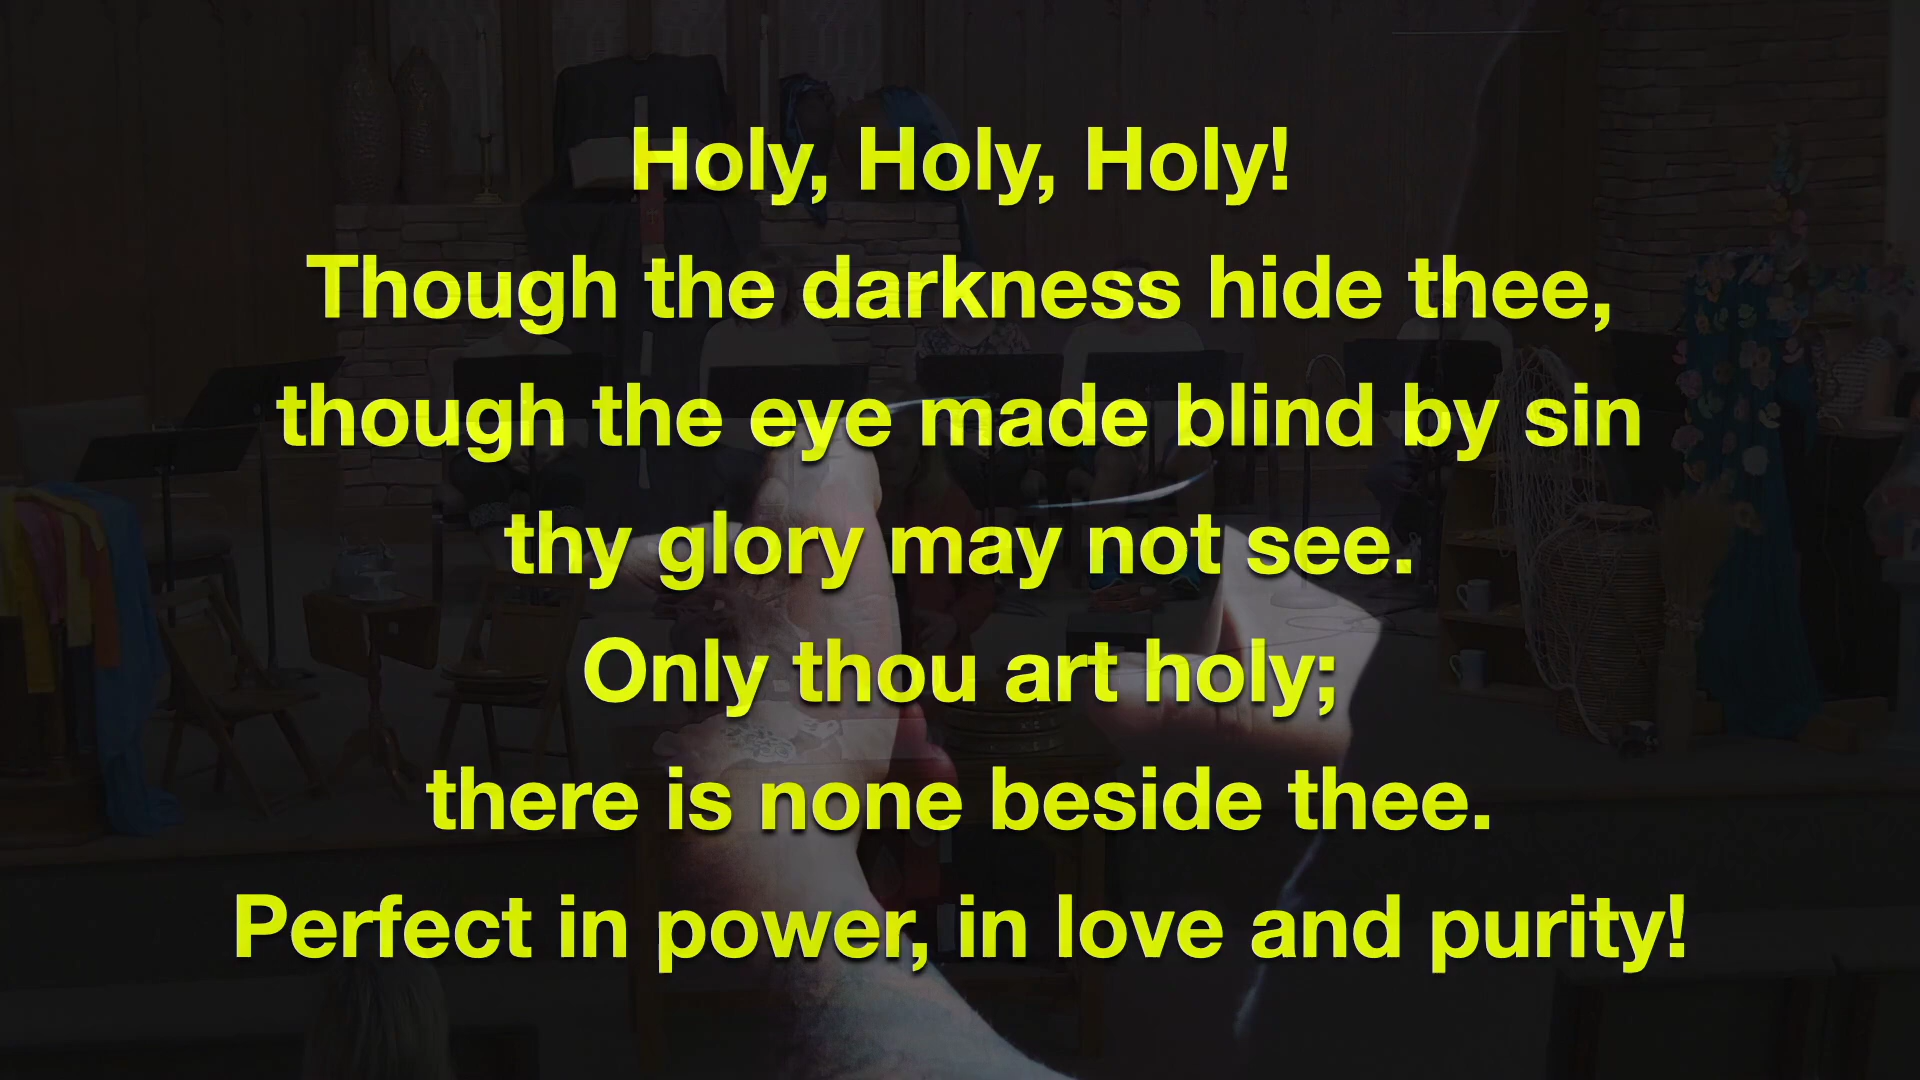 Holy, Holy, Holy!
Though the darkness hide thee,
though the eye made blind by sin
thy glory may not see.
Only thou art holy;
there is none beside thee.
Perfect in power, in love and purity!